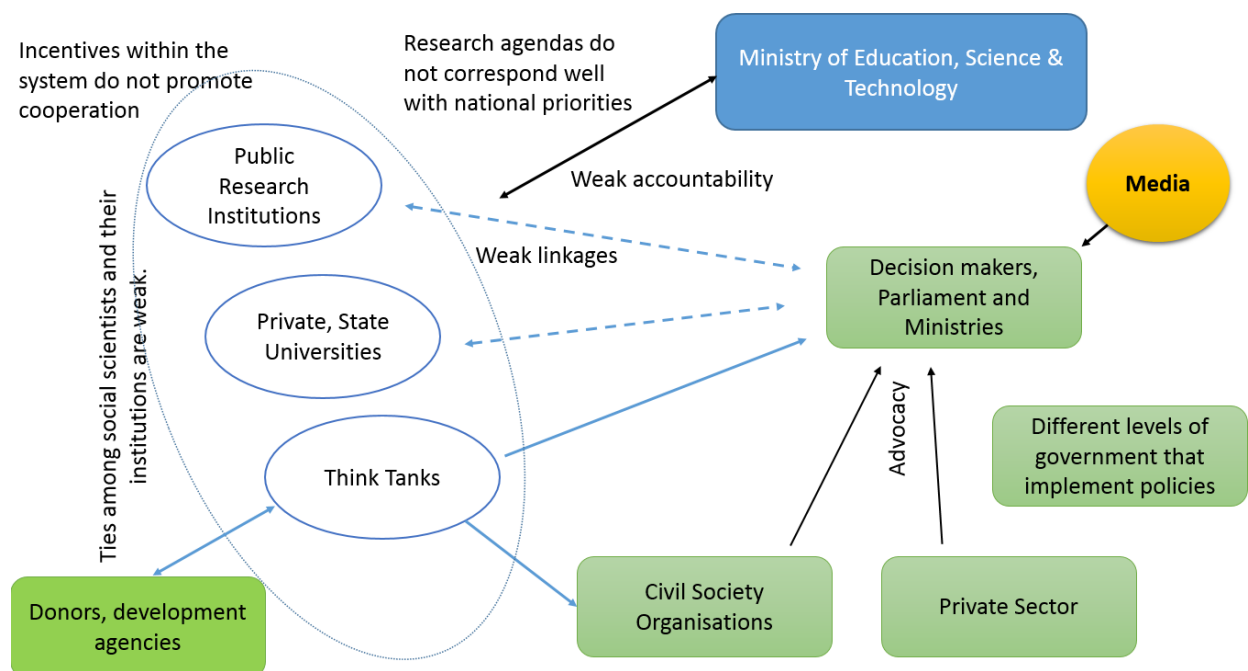 Incentives within the
system do not promote
cooperation
Research agendas do
not correspond well
with national priorities
Ministry of Education, Science &
Technology
Public
Research
Institutions
Weak accountability
Media
Weak linkages
Decision makers,
Parliament and
Ministries
Ties among social scientists and their
institutions are weak.
Private, State
Universities
Advocacy
Different levels of
government that
implement policies
Think Tanks
Donors, development
agencies
Civil Society
Organisations
Private Sector